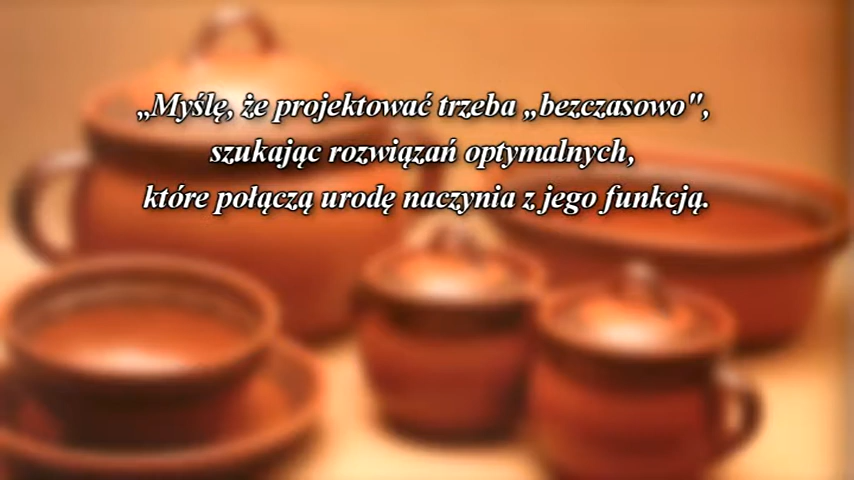 „Myślę, że projektować trzeba „bezczasowo",
szukając rozwiązań optymalnych,
które połączą urodę naczynia z jego funkcją.